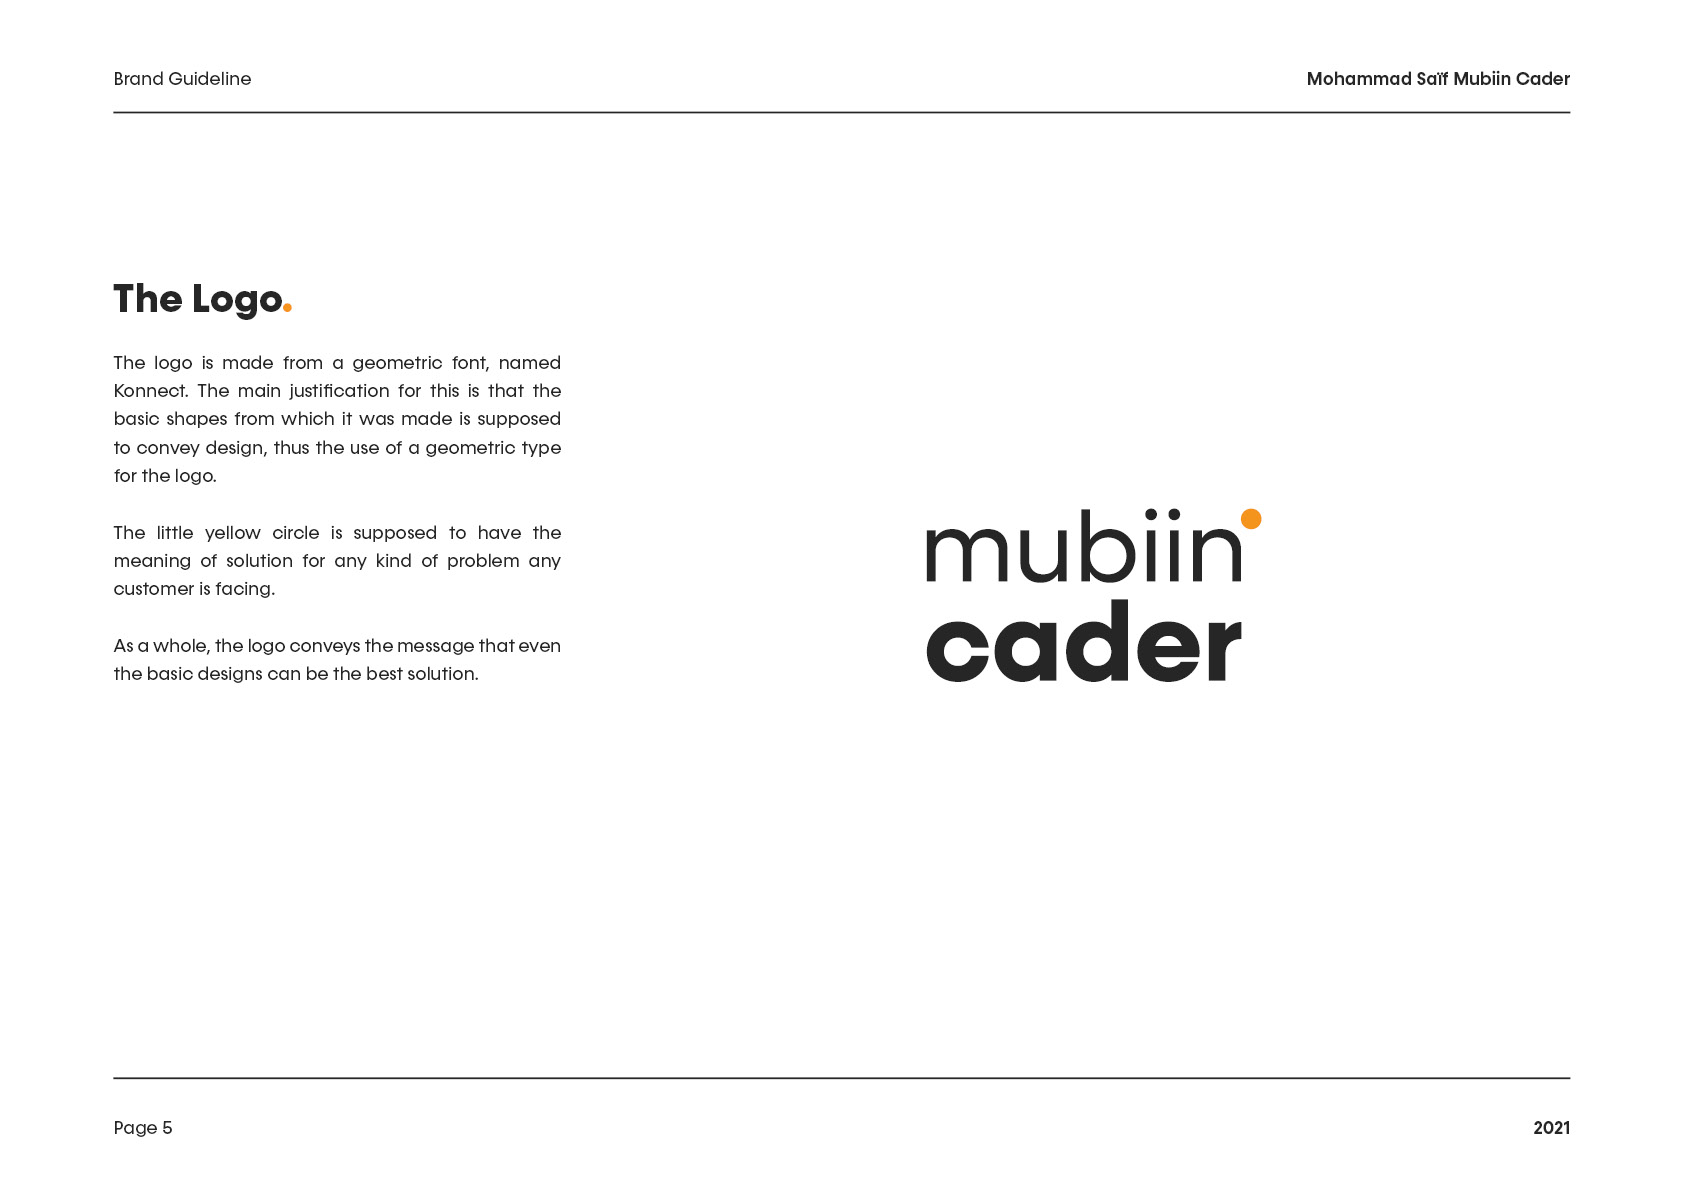 Brand Guideline
Mohammad Saïf Mubiin Cader
The Logo.
The logo is made from a geometric font, named
Konnect. The main justification for this is that the
basic shapes from which it was made is supposed
to convey design, thus the use of a geometric type
for the logo.
The little yellow circle is supposed to have the
meaning of solution for any kind of problem any
customer is facing.
As a whole, the logo conveys the message that even
the basic designs can be the best solution.
mubiin
cader
Page 5
2021